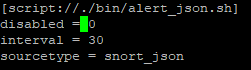 [script://./bin/alert_json.sh]
disabled = 0
interval = 30
sourcetype = snort_json